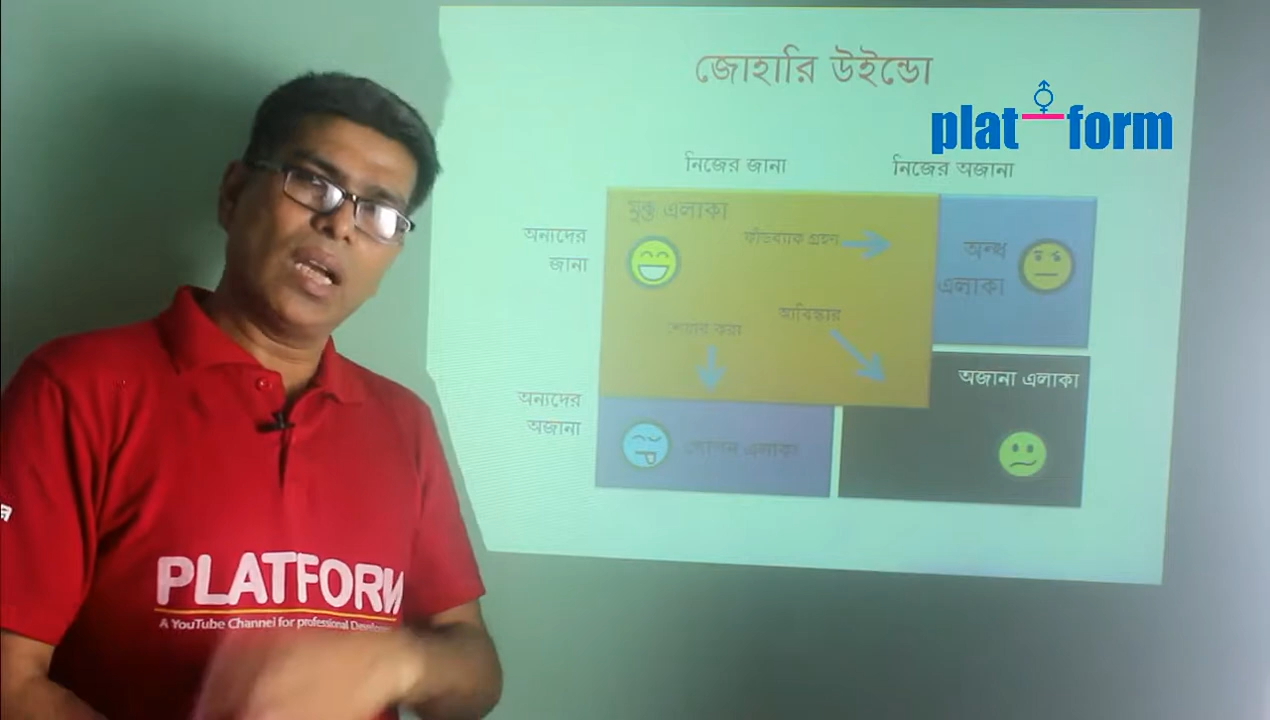 জোহারি উইন্ডো
plat form
নিজের জানা
নিজের অজানা
অন্যদের
জানা
মুক্ত এলাকা
ফীডব্যাক গ্রহণ
অন্ধ
এলাকা
শেয়ার করা
আবিস্কার
অজানা এলাকা
অন্যদের
অজানা
গোপন এলাকা
PLATFORM
A YouTube Channel for professional